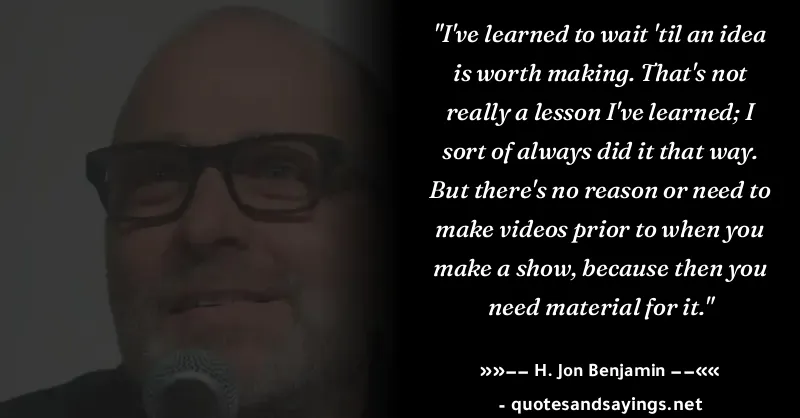 "I've learned to wait 'til an idea
is worth making. That's not
really a lesson I've learned; I
sort of always did it that way.
But there's no reason or need to
make videos prior to when you
make a show, because then you
need material for it."
»»−− H. Jon Benjamin −−««
- quotesandsayings.net